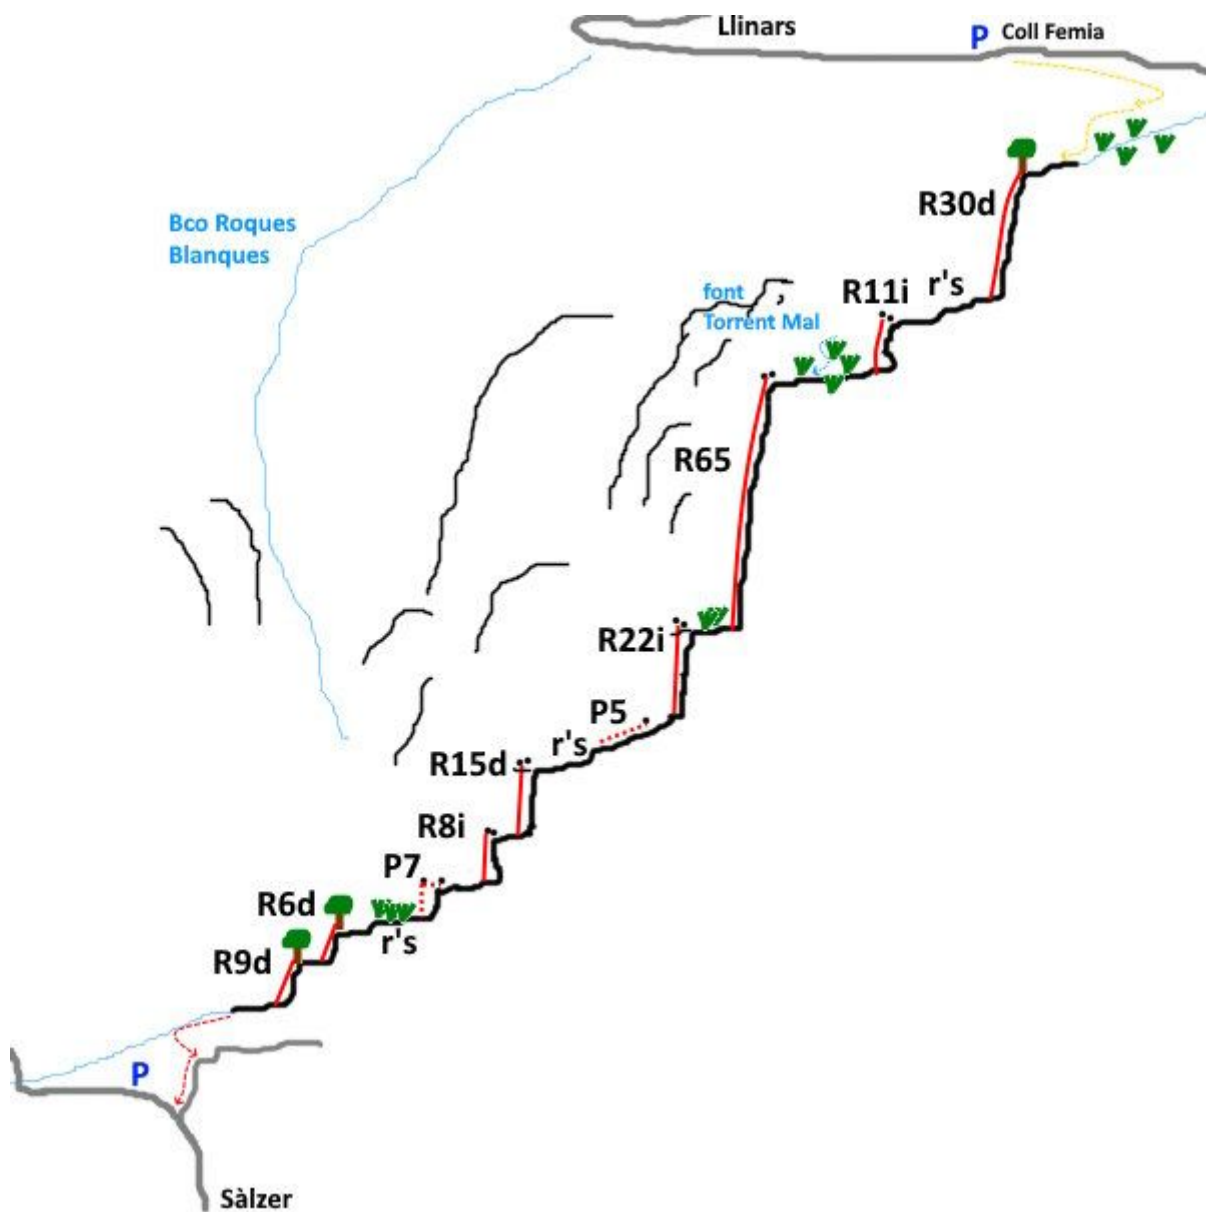 Llinars
P Coll Femia
R30d
Bco Roques
Blanques
font
Torrent Mal
R11i
r's
R65
R22i
P5
r's
R15d
R8i
P7
R6d
r's
R9d
P
Sàlzer